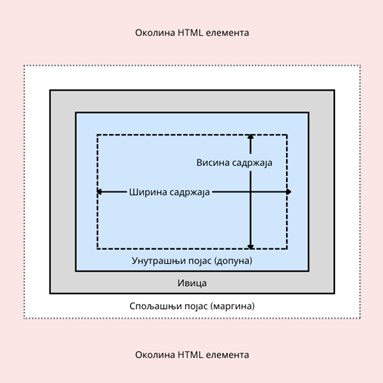 Околина HTML елемента
Висина садржаја
Ширина садржаја
Унутрашњи појас (допуна)
Ивица
Спољашњи појас (маргина)
Околина HTML елемента